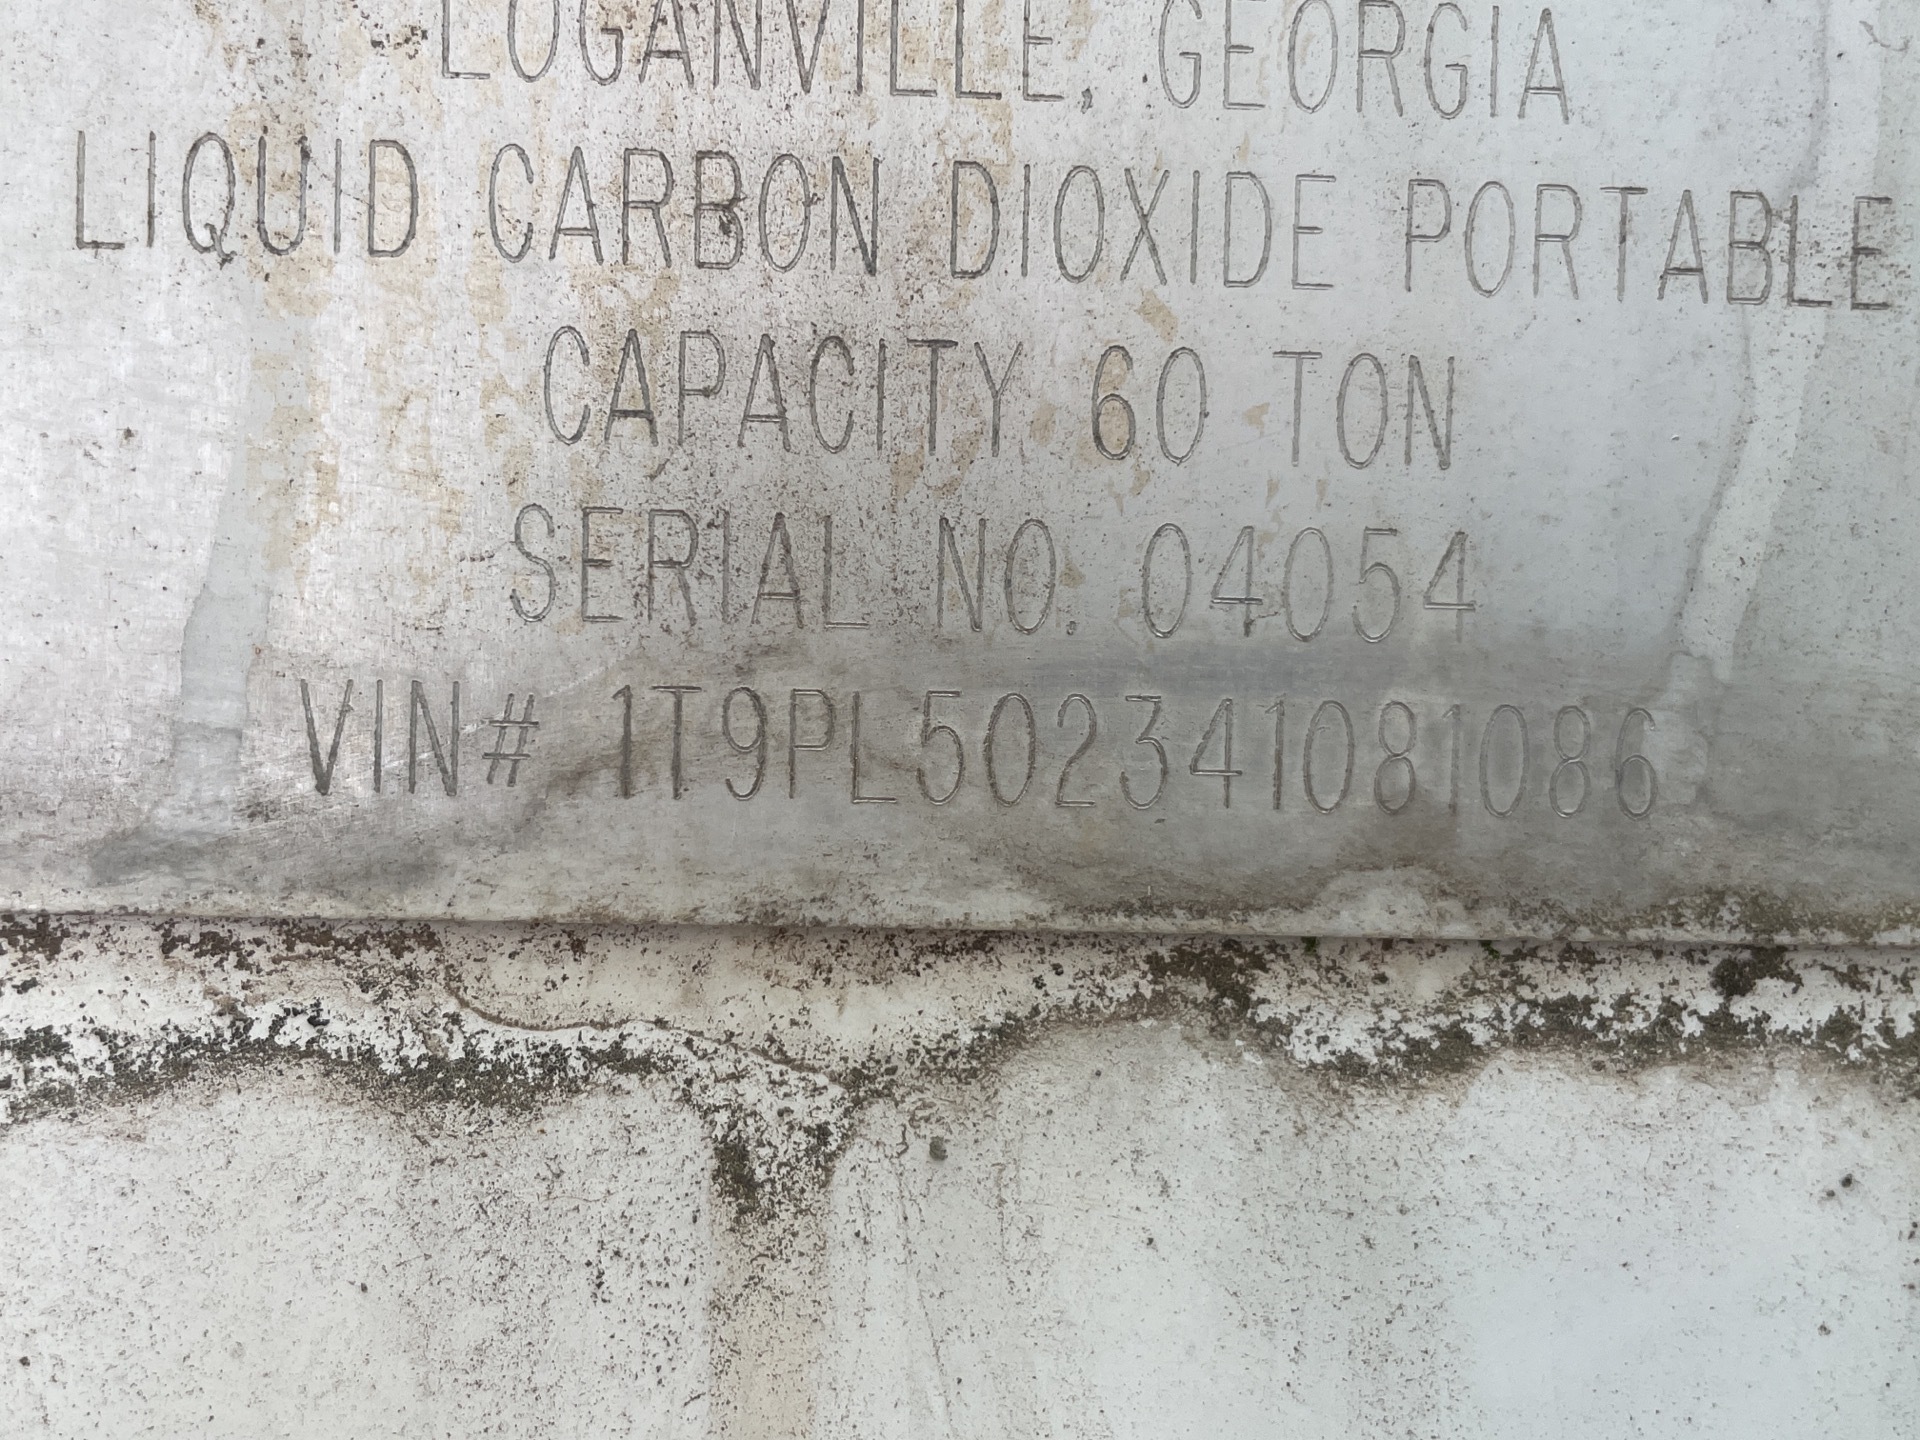 LOGANVILLE, GEORGIA
LIQUID CARBON DIOXIDE PORTABLE
CAPACITY 60 TON
SERIAL NO. 04054
VIN# 1T9PL502341081086